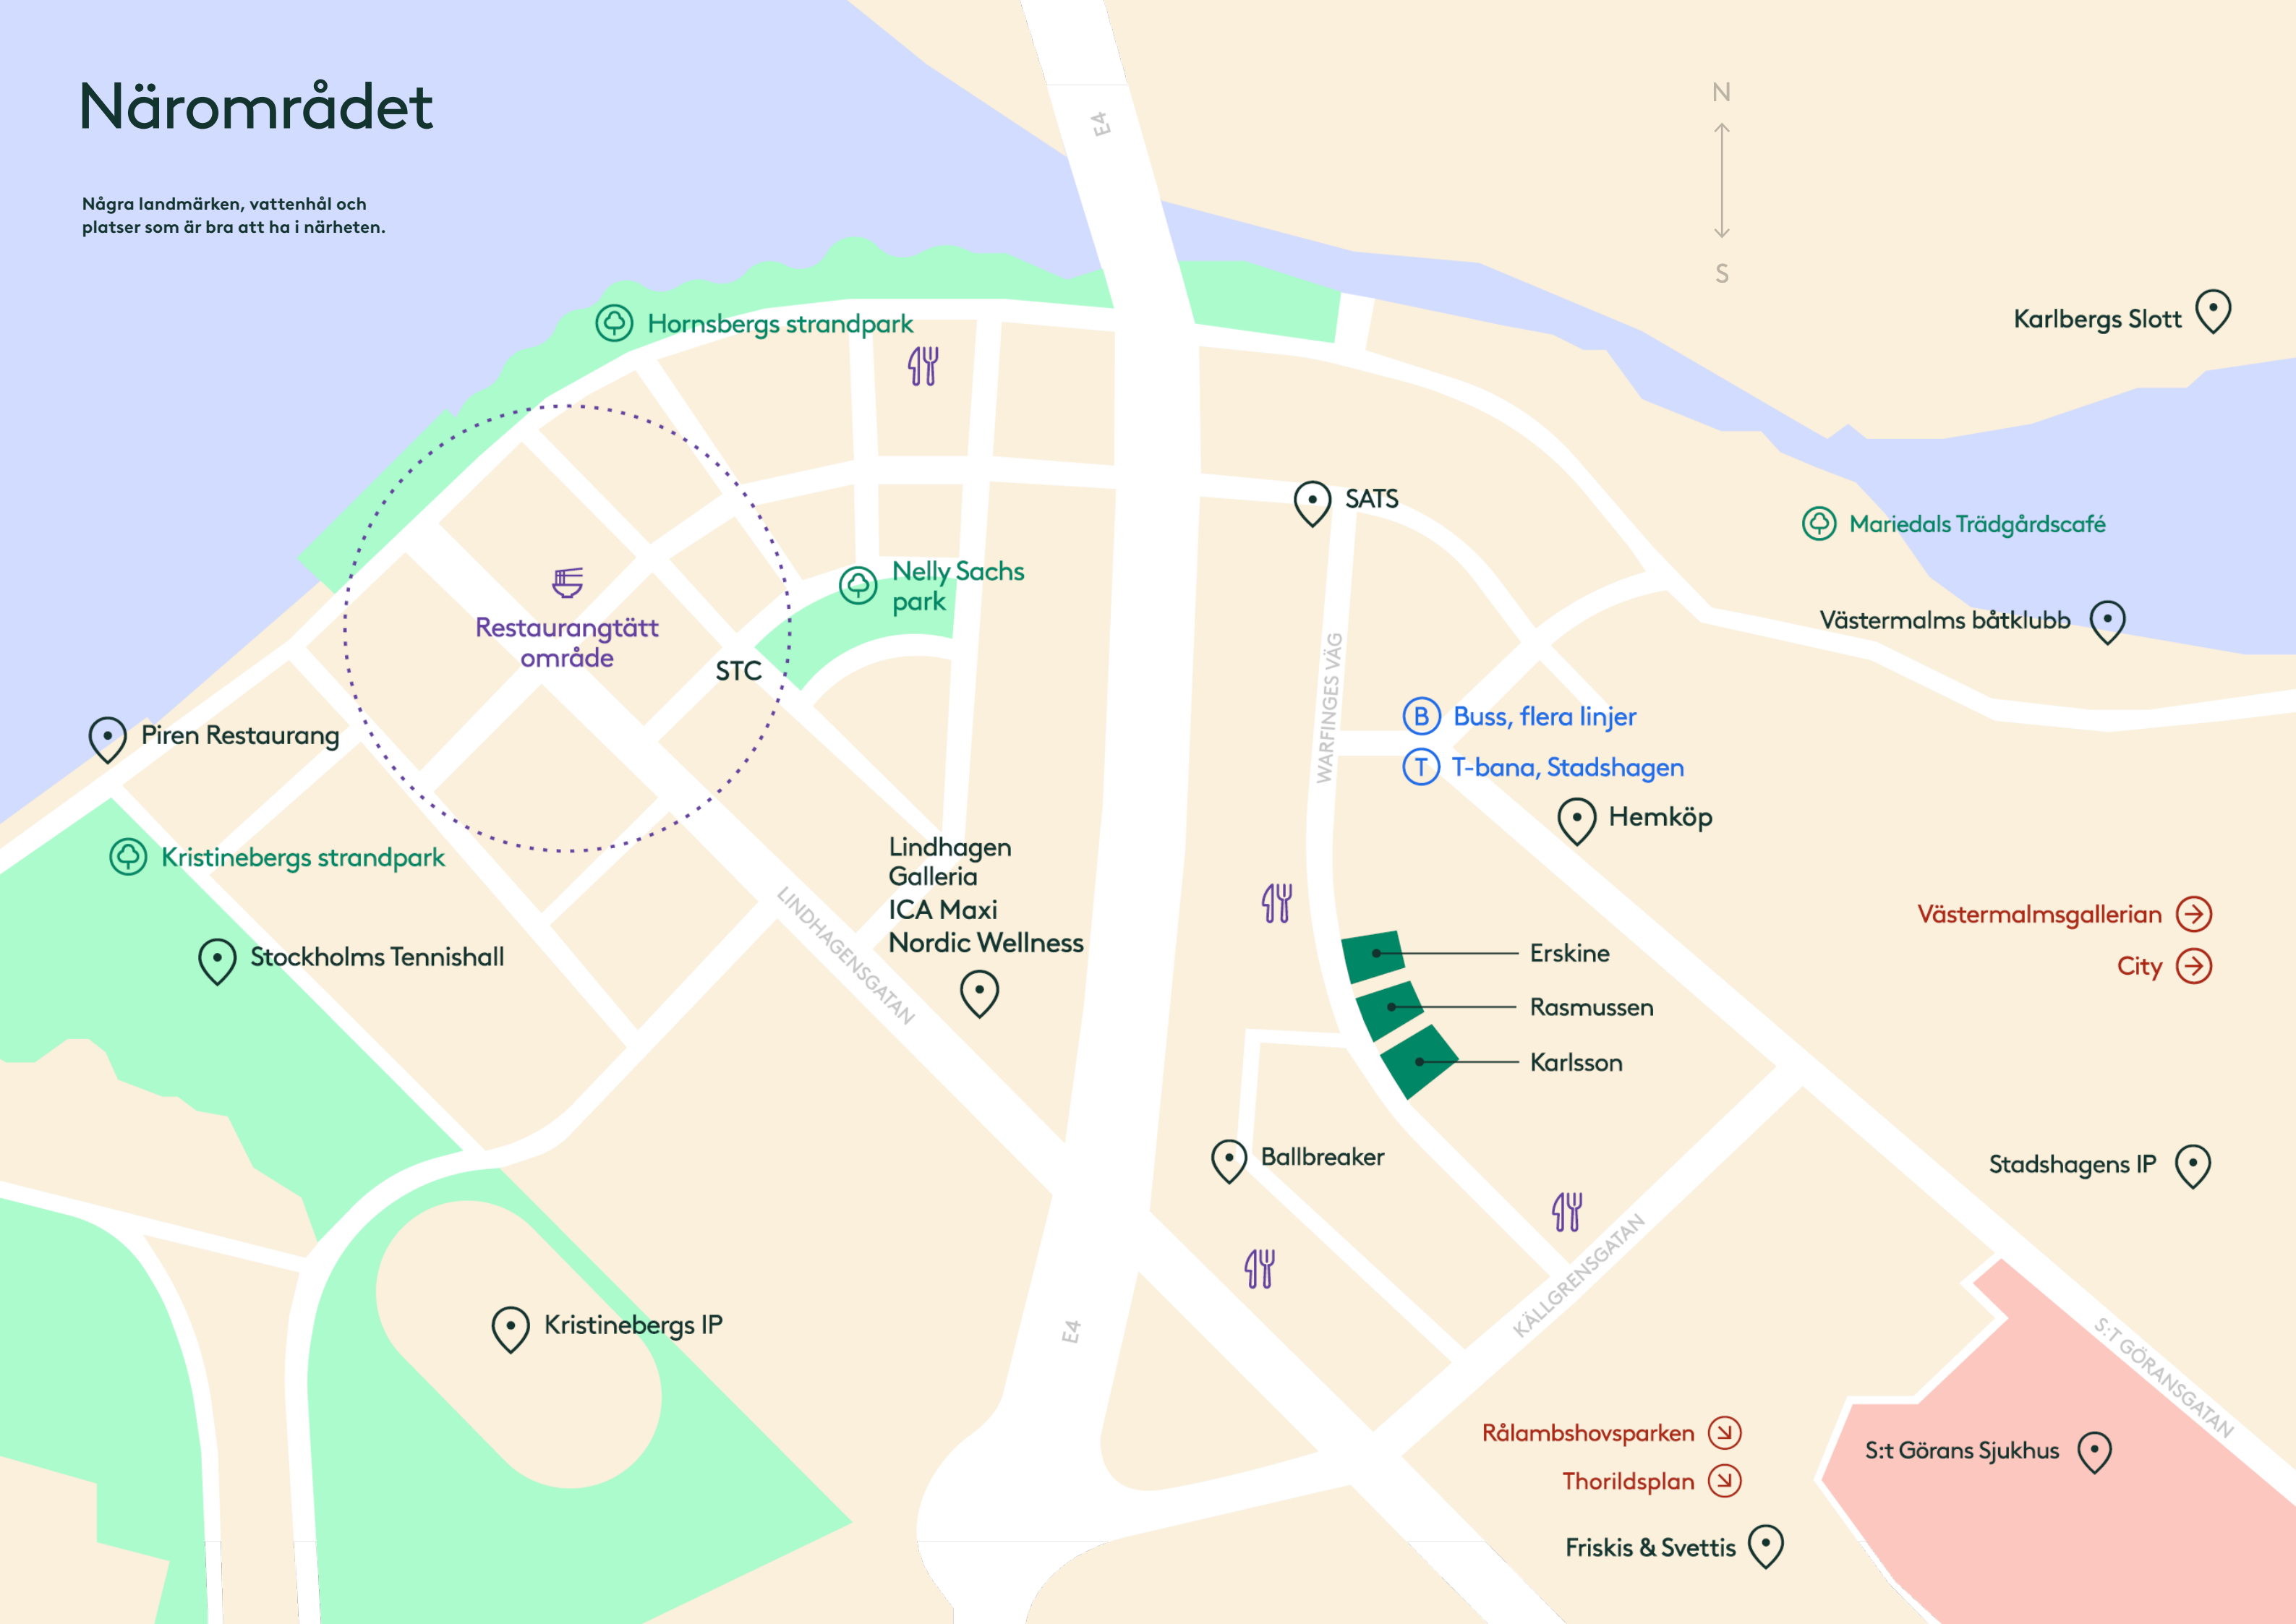 Närområdet
Några landmärken, vattenhål och
platser som är bra att ha i närheten.
E4
N
S
Hornsbergs strandpark
Karlbergs Slott
SATS
Mariedals Trädgårdscafé
Nelly Sachs
park
Restaurangtätt
område
STC
Västermalms båtklubb
WARFINGES VÄG
B Buss, flera linjer
T T-bana, Stadshagen
Piren Restaurang
Hemköp
Kristinebergs strandpark
Lindhagen
Galleria
ICA Maxi
Nordic Wellness
LINDHAGENSGATAN
Stockholms Tennishall
Västermalmsgallerian
City
Erskine
Rasmussen
Karlsson
Ballbreaker
Stadshagens IP
KÄLLGRENSGATAN
Kristinebergs IP
E4
S:T GÖRANSGATAN
Rålambshovsparken
Thorildsplan
S:t Görans Sjukhus
Friskis & Svettis